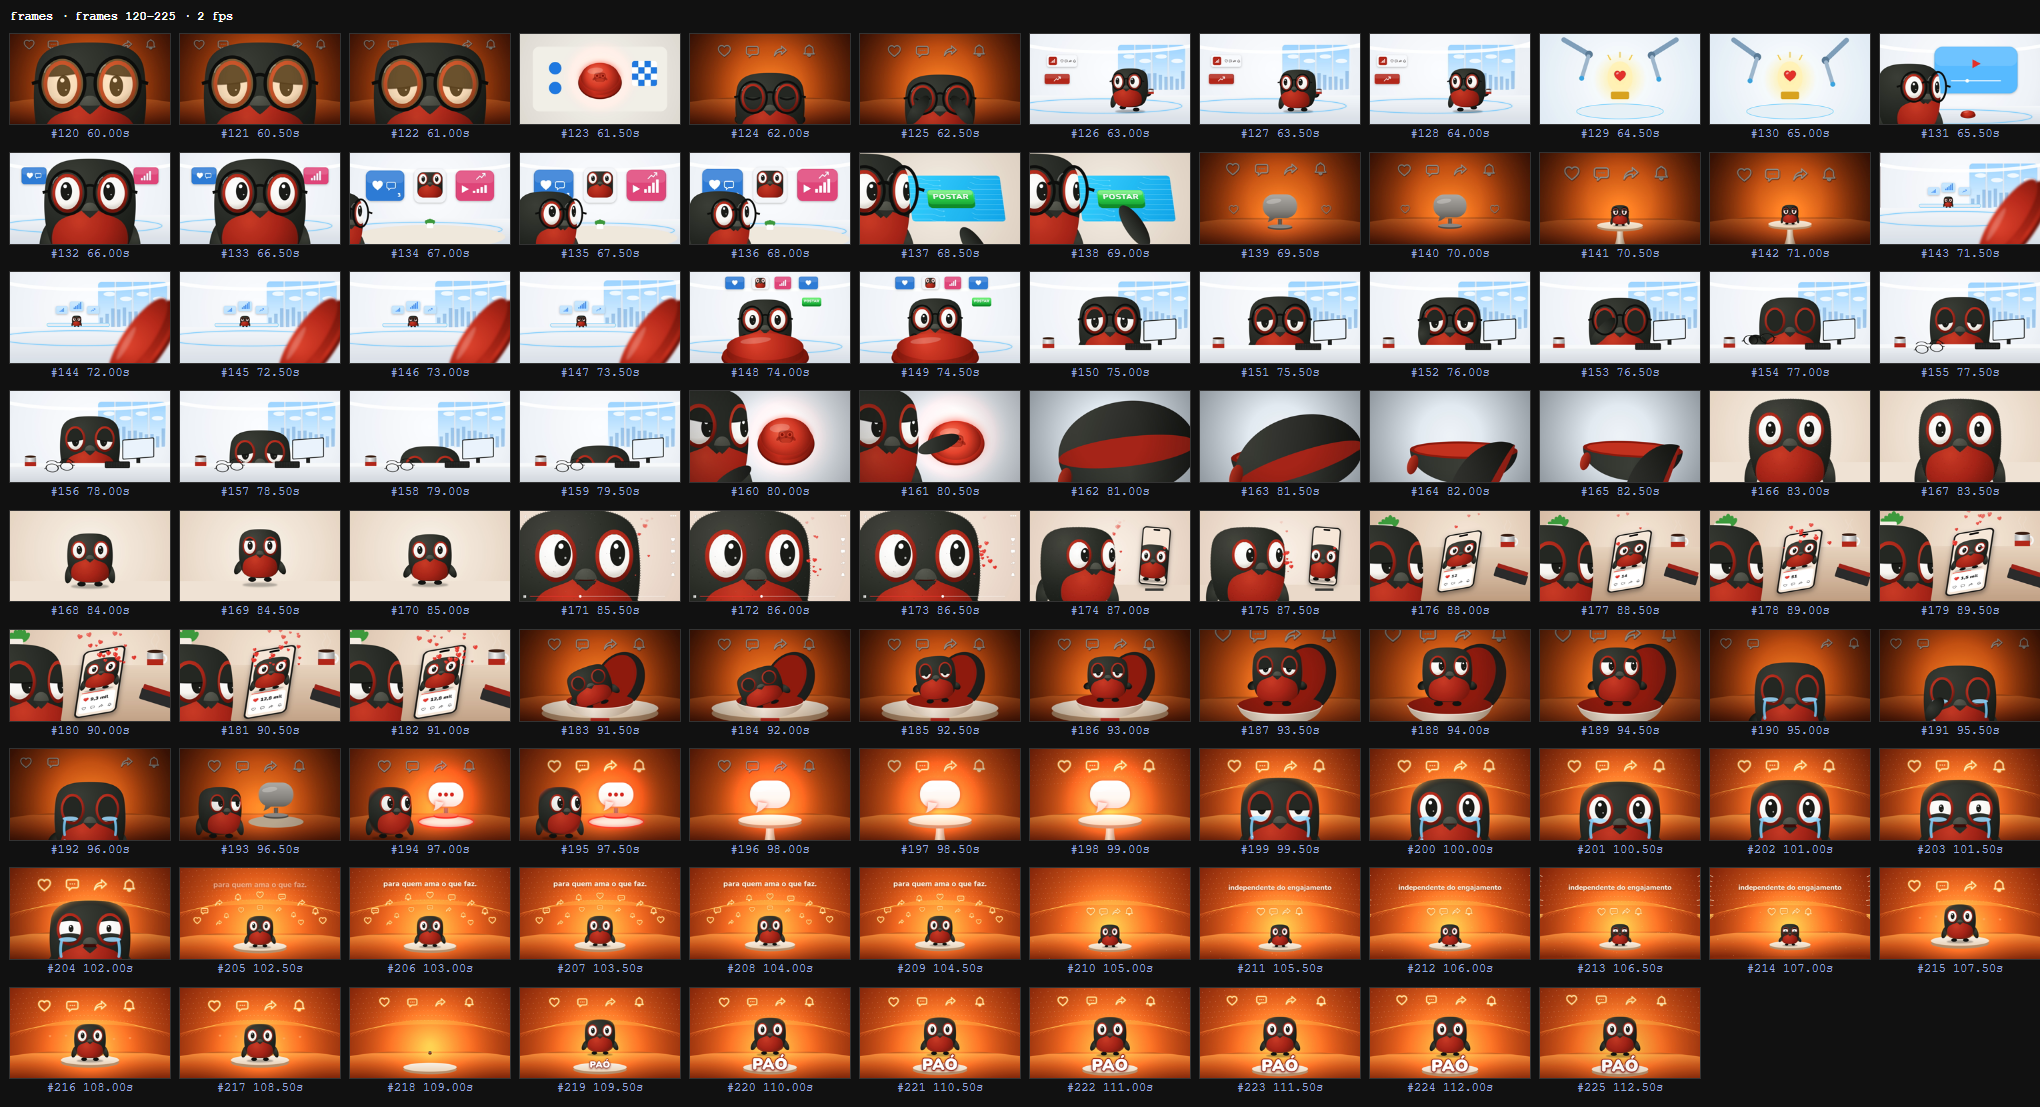 frames · frames 120–225 · 2 fps
#120 60.00s #121 60.50s #122 61.00s #123 61.50s #124 62.00s #125 62.50s #126 63.00s #127 63.50s #128 64.00s #129 64.50s #130 65.00s #131 65.50s
POSTAR POSTAR
#132 66.00s #133 66.50s #134 67.00s #135 67.50s #136 68.00s #137 68.50s #138 69.00s #139 69.50s #140 70.00s #141 70.50s #142 71.00s #143 71.50s
POSTAR POSTAR
#144 72.00s #145 72.50s #146 73.00s #147 73.50s #148 74.00s #149 74.50s #150 75.00s #151 75.50s #152 76.00s #153 76.50s #154 77.00s #155 77.50s
#156 78.00s #157 78.50s #158 79.00s #159 79.50s #160 80.00s #161 80.50s #162 81.00s #163 81.50s #164 82.00s #165 82.50s #166 83.00s #167 83.50s
#168 84.00s #169 84.50s #170 85.00s #171 85.50s #172 86.00s #173 86.50s #174 87.00s #175 87.50s #176 88.00s #177 88.50s #178 89.00s #179 89.50s
#180 90.00s #181 90.50s #182 91.00s #183 91.50s #184 92.00s #185 92.50s #186 93.00s #187 93.50s #188 94.00s #189 94.50s #190 95.00s #191 95.50s
#192 96.00s #193 96.50s #194 97.00s #195 97.50s #196 98.00s #197 98.50s #198 99.00s #199 99.50s #200 100.00s #201 100.50s #202 101.00s #203 101.50s
para quem ama o que faz. para quem ama o que faz. para quem ama o que faz. para quem ama o que faz. para quem ama o que faz. independente do engajamento independente do engajamento independente do engajamento independente do engajamento independente do engajamento
#204 102.00s #205 102.50s #206 103.00s #207 103.50s #208 104.00s #209 104.50s #210 105.00s #211 105.50s #212 106.00s #213 106.50s #214 107.00s #215 107.50s
PAÓ PAÓ PAÓ PAÓ PAÓ PAÓ PAÓ
#216 108.00s #217 108.50s #218 109.00s #219 109.50s #220 110.00s #221 110.50s #222 111.00s #223 111.50s #224 112.00s #225 112.50s